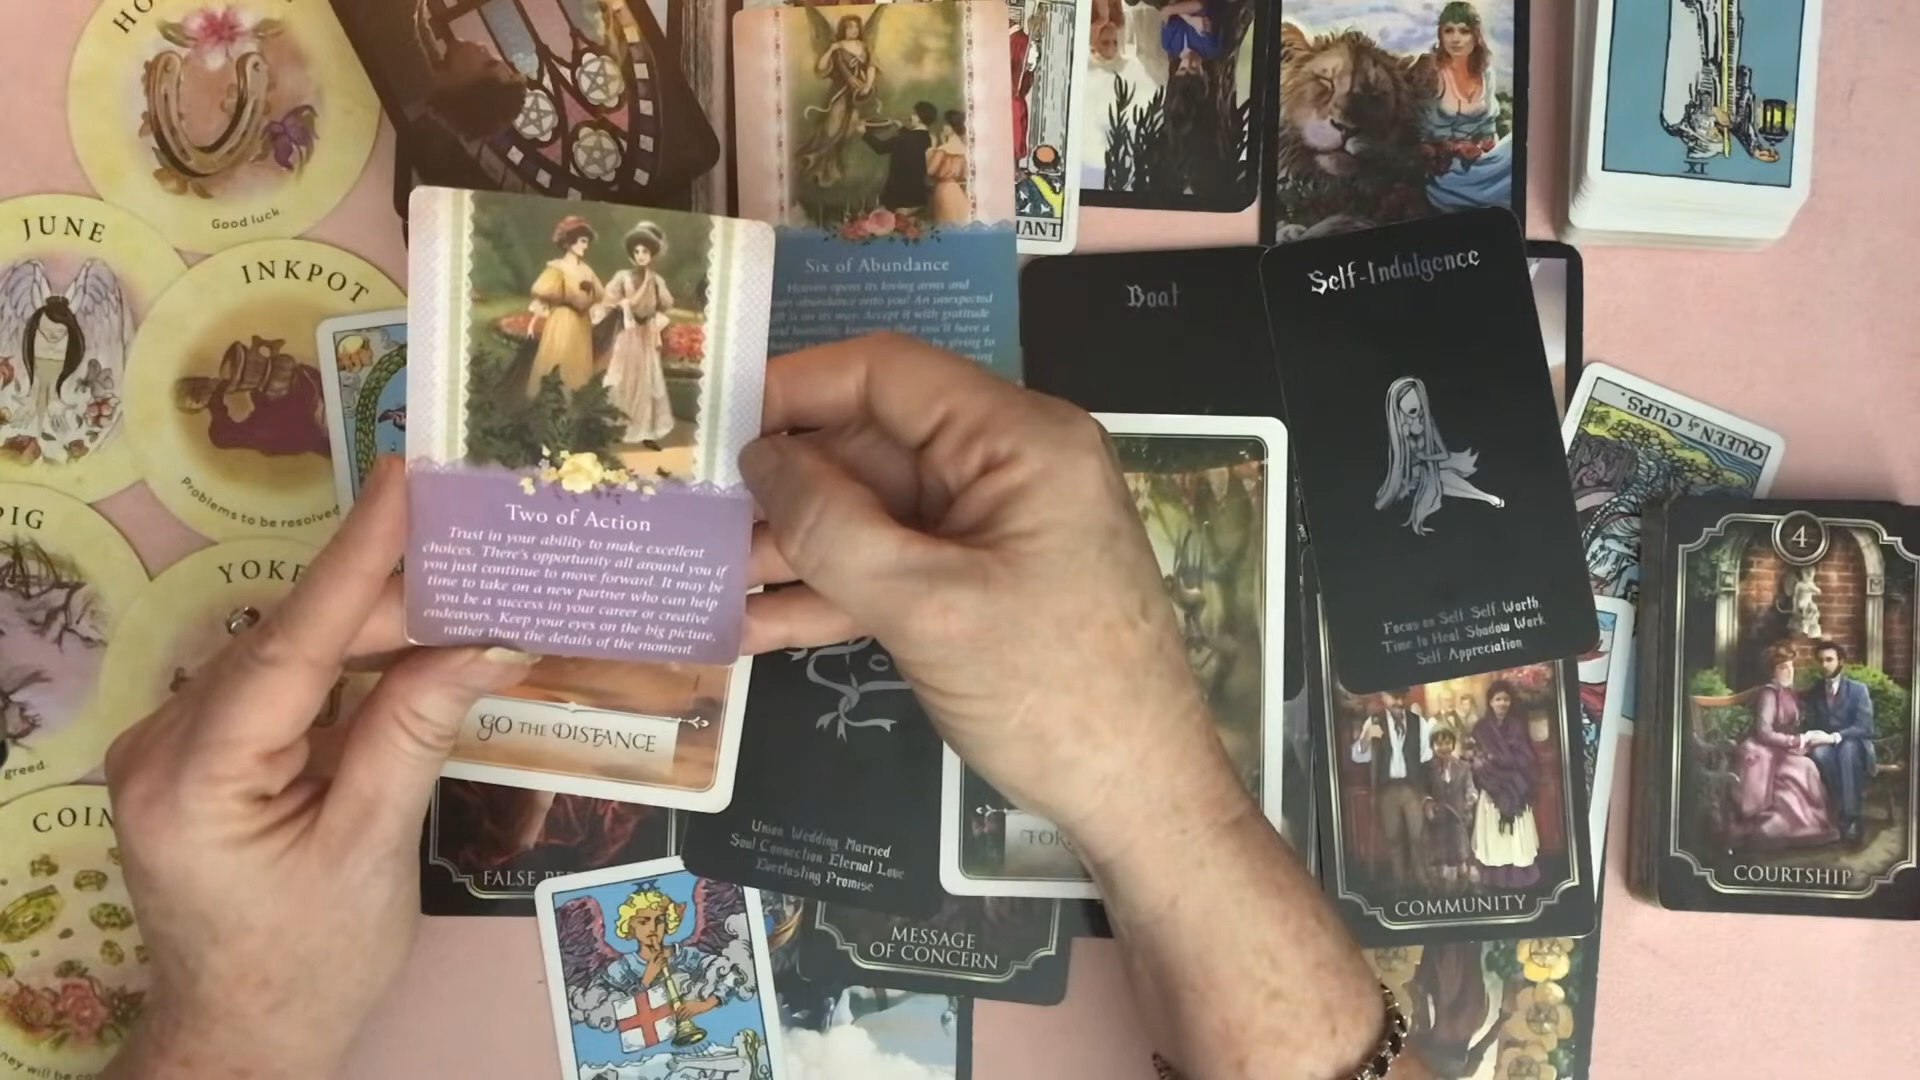 Good luck.
JUNE
INKPOT
Problems to be resolved
PIG
greed.
COIN
Two of Action
Trust in your ability to make excellent
choices. There's opportunity all around you if
you just continue to move forward. It may be
time to take on a new partner who can help
you be a success in your career or creative
endeavors. Keep your eyes on the big picture,
rather than the details of the moment.
GO THE DISTANCE
Six of Abundance
Heaven opens its loving arms and
abundance onto you! An unexpected
is on its way. Accept it with gratitude
that you'll have a
by giving to
Boat
Self-Indulgence
Focus on Self Self Worth
Time to Heal Shadow Work
Self-Appreciation
XI
QUEEN of CUPS.
4
COURTSHIP
COMMUNITY
Union Wedding Married
Soul Connection Eternal Love
Everlasting Promise
FALSE
MESSAGE
OF CONCERN